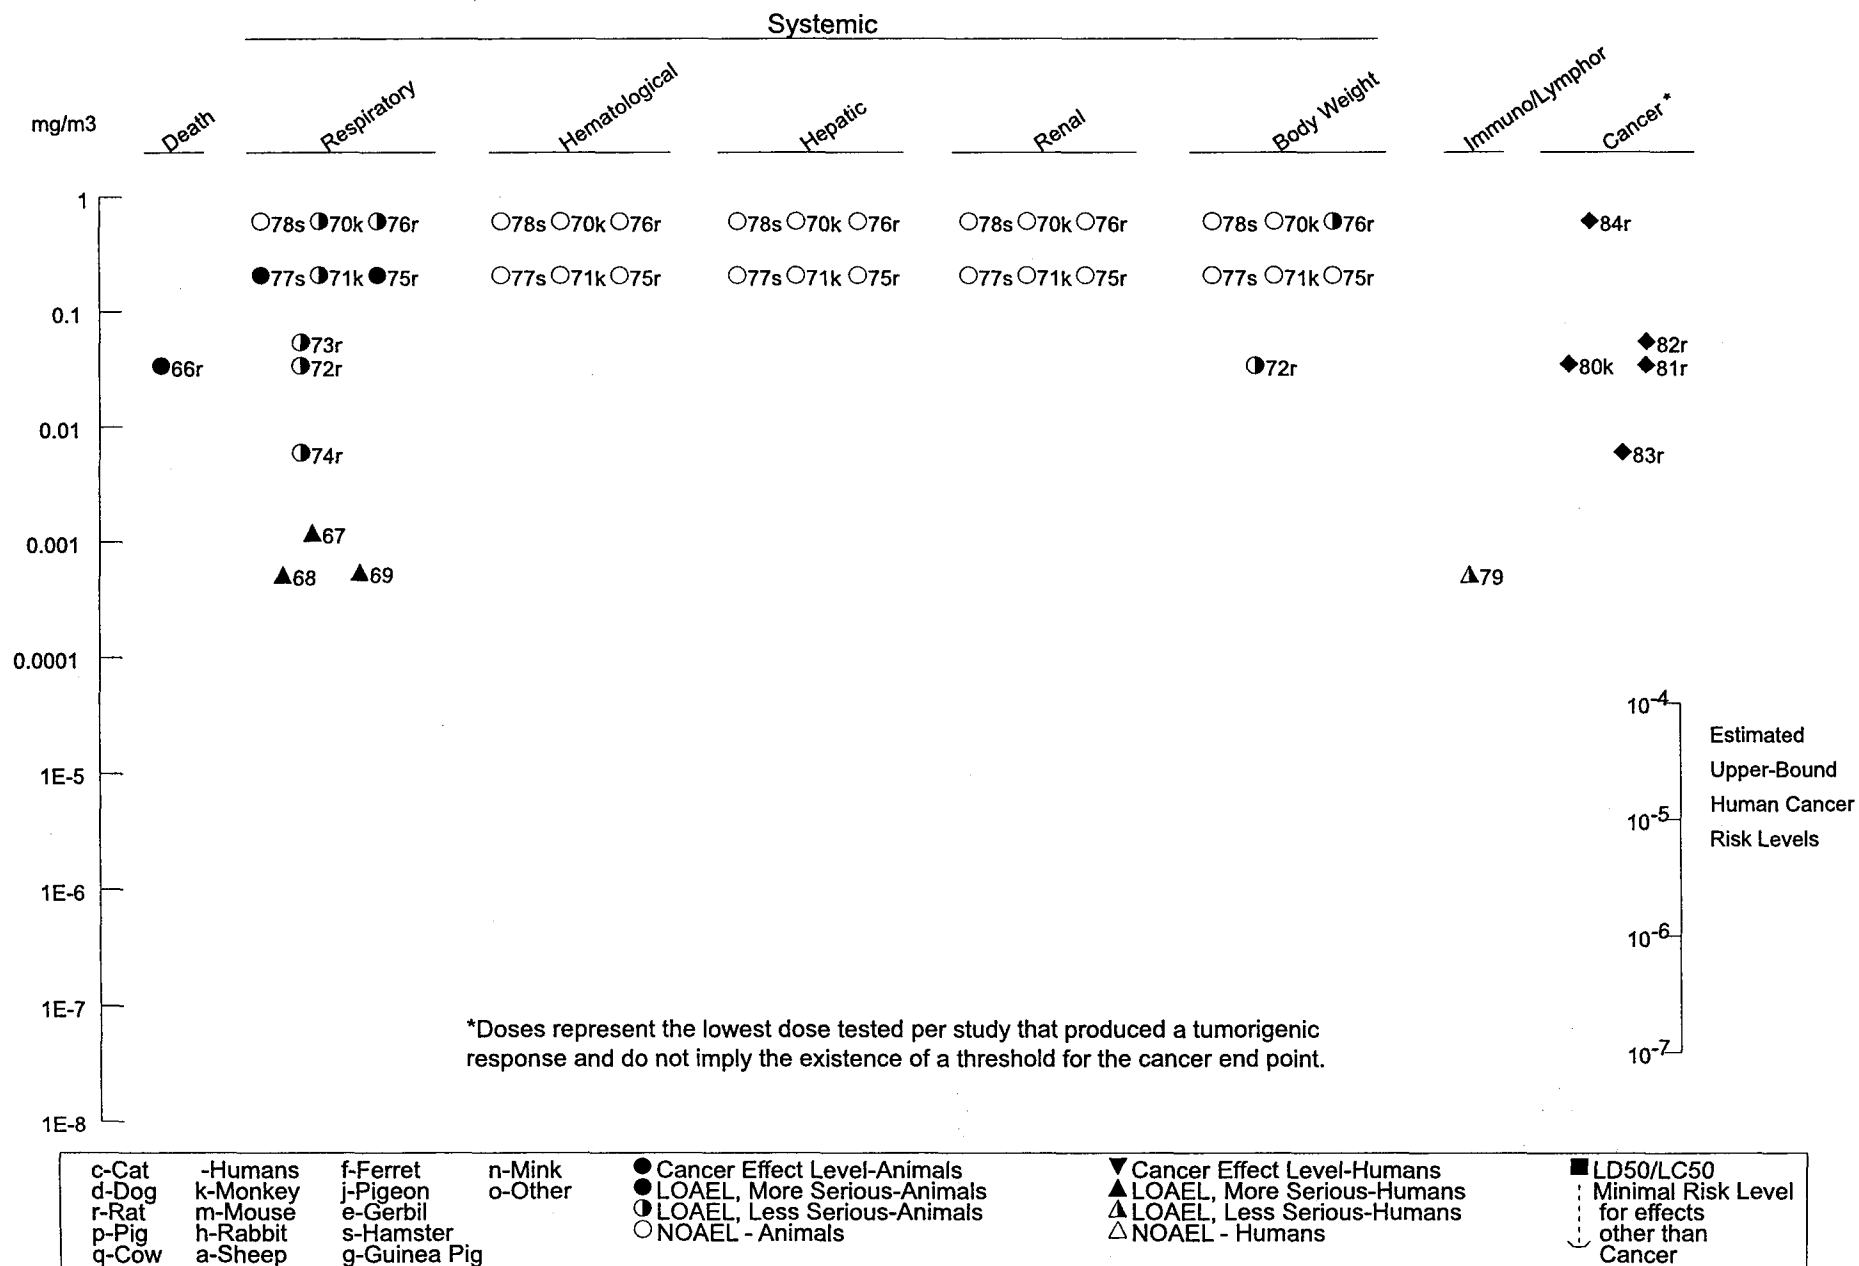 Systemic
mg/m3
Death
Respiratory
Hematological
Hepatic
Renal
Body Weight
Immuno/Lymphor
Cancer *
1
78s 70k 76r 78s 70k 76r 78s 70k 76r 78s 70k 76r 78s 70k 76r 84r
77s 71k 75r 77s 71k 75r 77s 71k 75r 77s 71k 75r 77s 71k 75r
0.1
73r 82r
66r 72r 72r 80k 81r
0.01
74r 83r
67
0.001
68 69 79
0.0001
10-4
Estimated
Upper-Bound
1E-5
Human Cancer
10-5
Risk Levels
1E-6
10-6
1E-7
*Doses represent the lowest dose tested per study that produced a tumorigenic
response and do not imply the existence of a threshold for the cancer end point.
10-7
1E-8
c-Cat -Humans f-Ferret n-Mink Cancer Effect Level-Animals Cancer Effect Level-Humans LD50/LC50
d-Dog k-Monkey j-Pigeon o-Other LOAEL, More Serious-Animals LOAEL, More Serious-Humans Minimal Risk Level
r-Rat m-Mouse e-Gerbil LOAEL, Less Serious-Animals LOAEL, Less Serious-Humans for effects
p-Pig h-Rabbit s-Hamster NOAEL - Animals NOAEL - Humans other than
q-Cow a-Sheep g-Guinea Pig Cancer